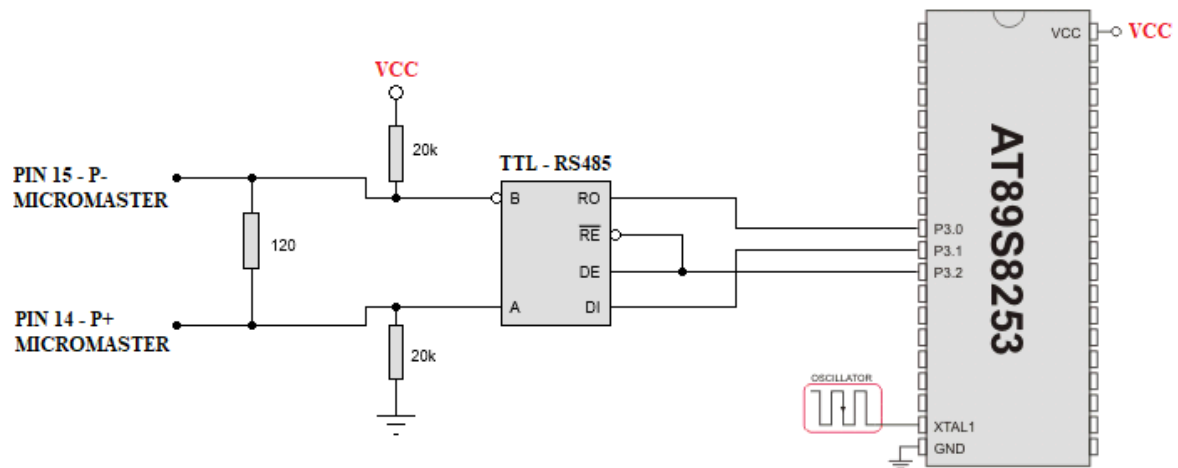 VCC
VCC
VCC
20k
PIN 15 - P-
MICROMASTER
TTL - RS485
B
RO
RE
DE
A
DI
120
PIN 14 - P+
MICROMASTER
20k
P3.0
P3.1
P3.2
AT89S8253
OSCILLATOR
XTAL1
GND